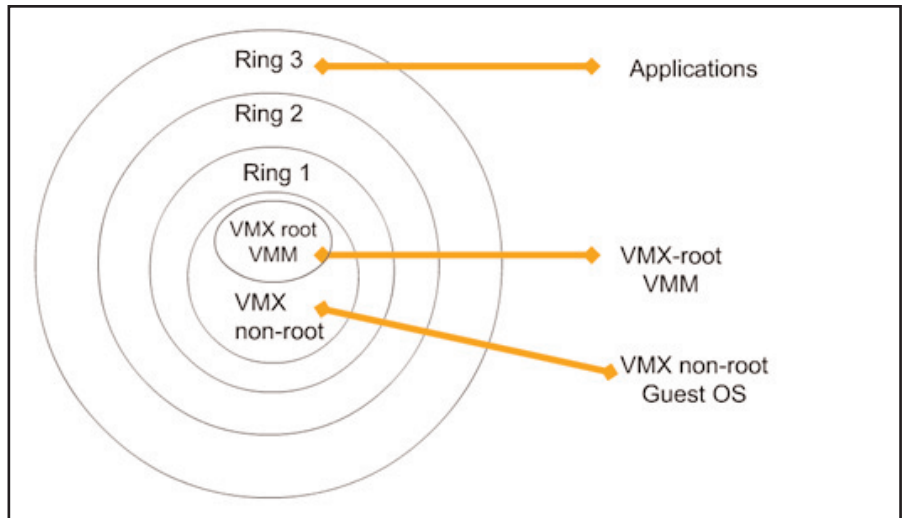 Ring 3
Applications
Ring 2
Ring 1
VMX root
VMM
VMX-root
VMM
VMX
non-root
VMX non-root
Guest OS